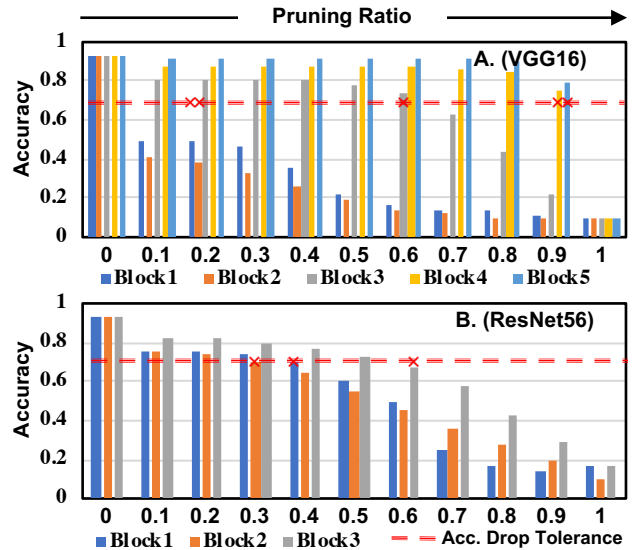 Pruning Ratio
A. (VGG16)
Accuracy
1
0.8
0.6
0.4
0.2
0
0 0.1 0.2 0.3 0.4 0.5 0.6 0.7 0.8 0.9 1
Block1 Block2 Block3 Block4 Block5
B. (ResNet56)
Accuracy
1
0.8
0.6
0.4
0.2
0
0 0.1 0.2 0.3 0.4 0.5 0.6 0.7 0.8 0.9 1
Block1 Block2 Block3 Acc. Drop Tolerance